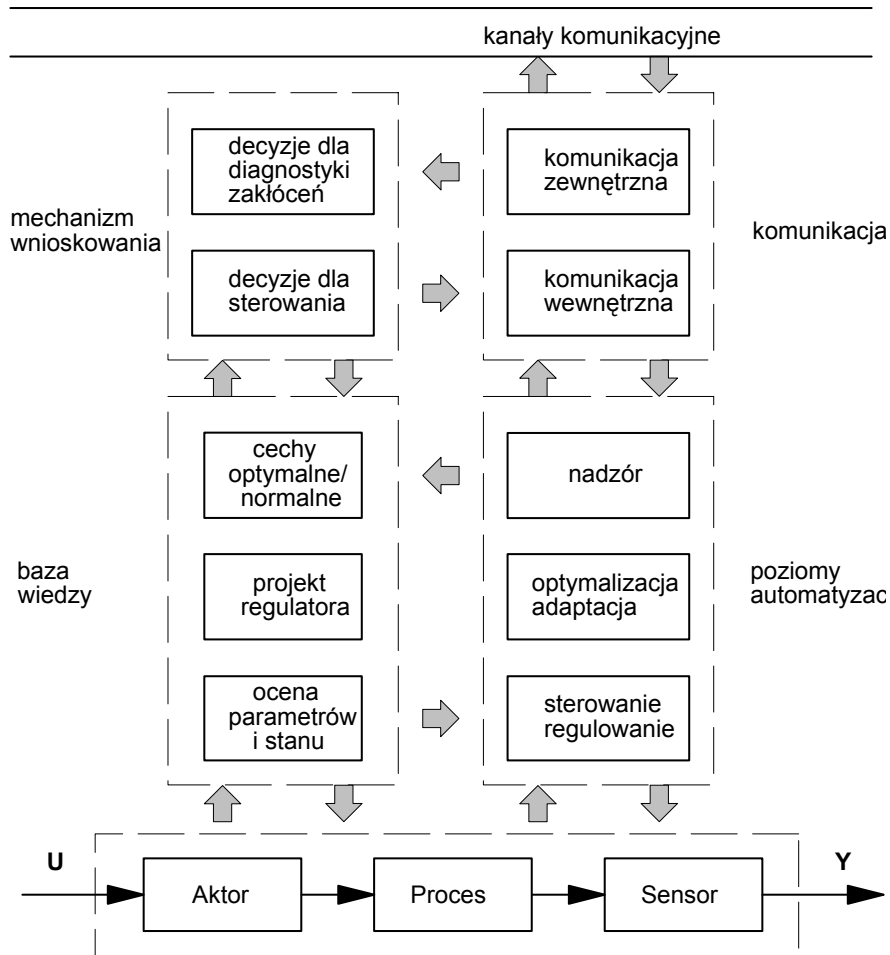 kanały komunikacyjne
decyzje dla
diagnostyki
zakłóceń
komunikacja
zewnętrzna
mechanizm
wnioskowania
komunikacja
decyzje dla
sterowania
komunikacja
wewnętrzna
cechy
optymalne/
normalne
nadzór
baza
wiedzy
projekt
regulatora
optymalizacja
adaptacja
poziomy
automatyzac
ocena
parametrów
i stanu
sterowanie
regulowanie
U
Aktor
Proces
Sensor
Y